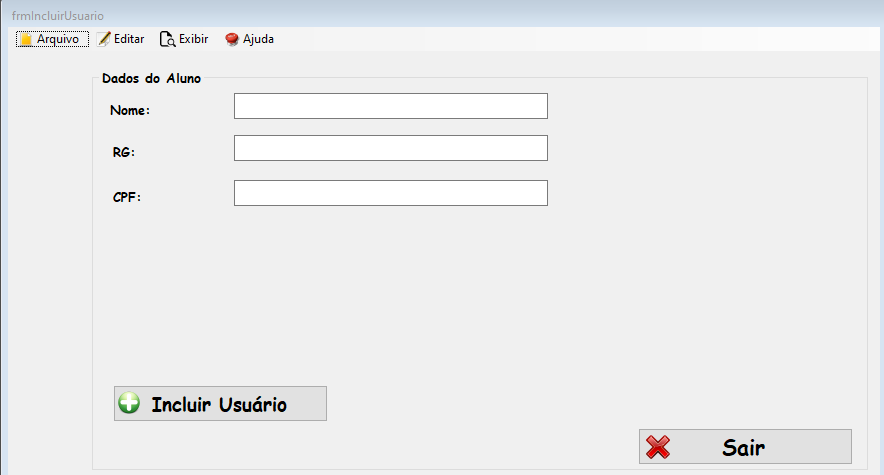 frmIncluirUsuario
Arquivo Editar Exibir Ajuda
Dados do Aluno
Nome:
RG:
CPF:
Incluir Usuário
Sair